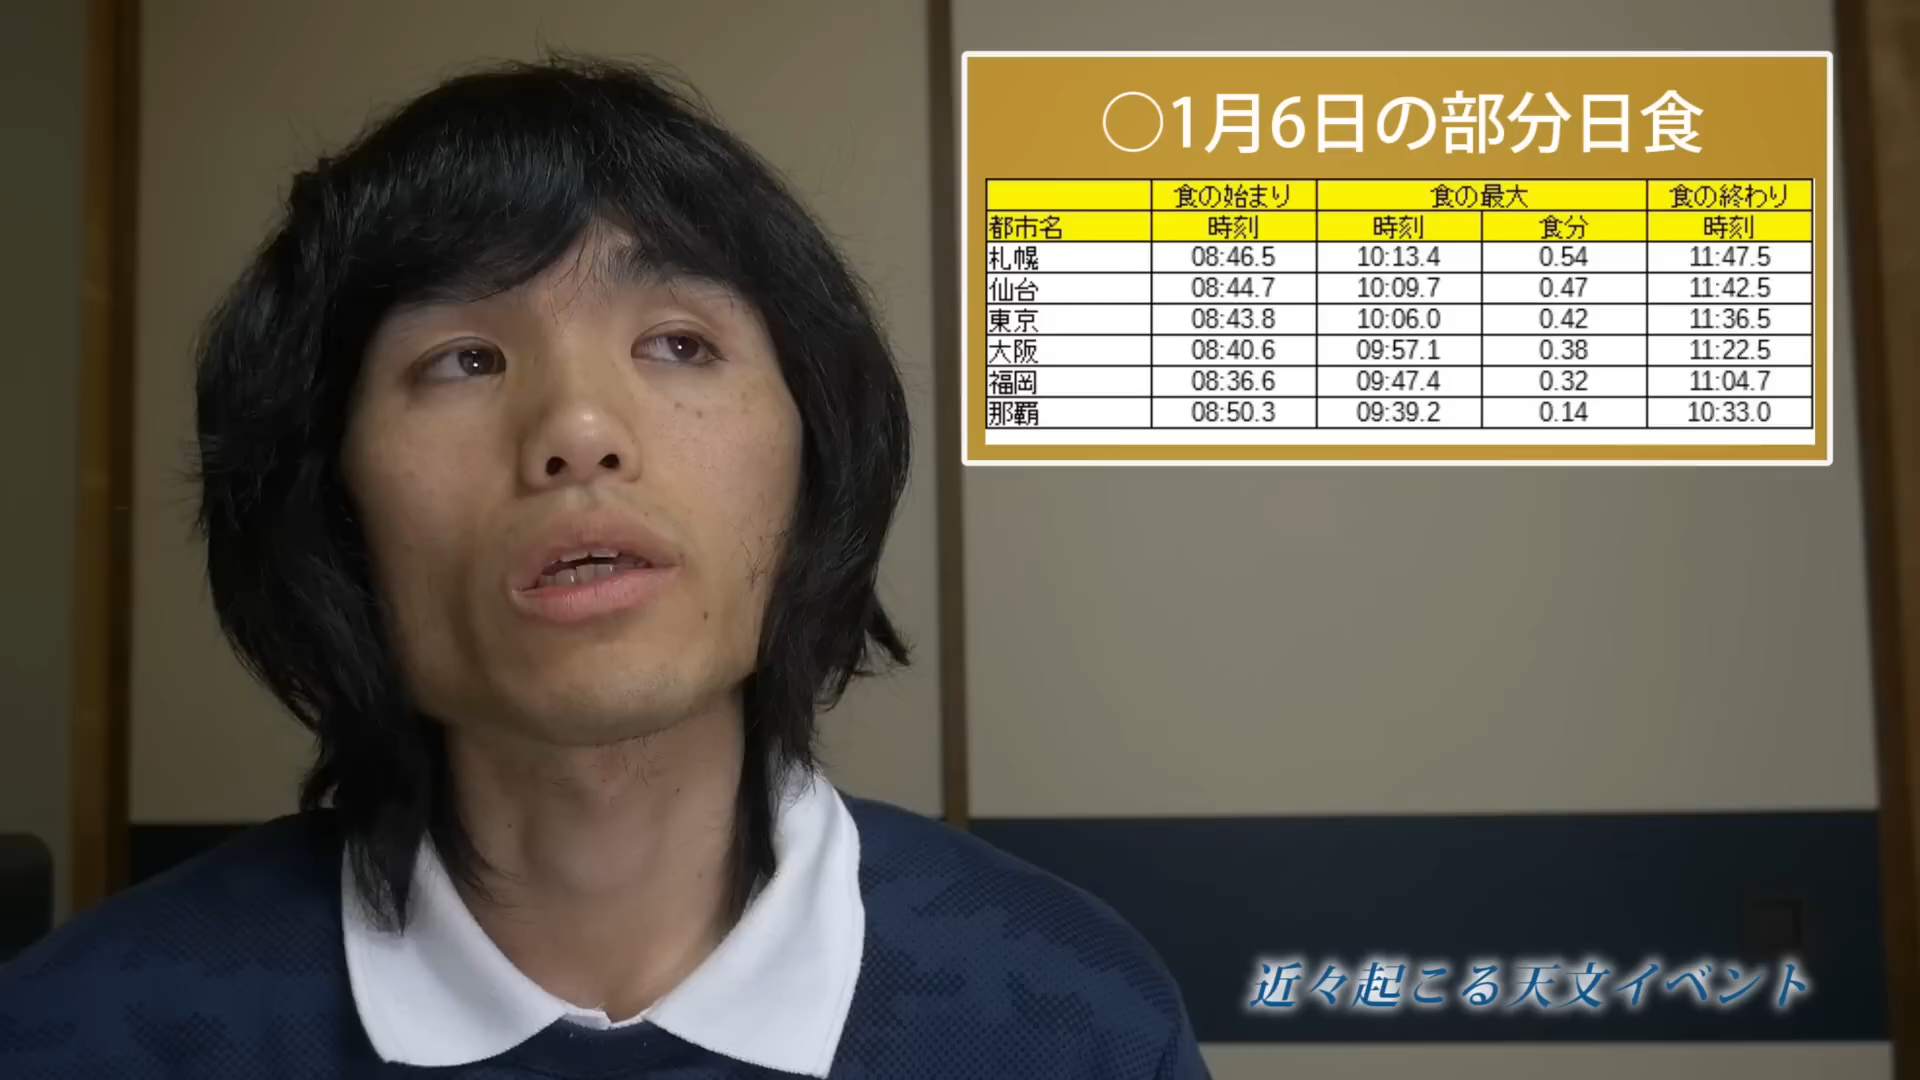 ○1月6日の部分日食
食の始まり 食の最大 食の終わり
都市名 時刻 時刻 食分 時刻
札幌 08:46.5 10:13.4 0.54 11:47.5
仙台 08:44.7 10:09.7 0.47 11:42.5
東京 08:43.8 10:06.0 0.42 11:36.5
大阪 08:40.6 09:57.1 0.38 11:22.5
福岡 08:36.6 09:47.4 0.32 11:04.7
那覇 08:50.3 09:39.2 0.14 10:33.0
近々起こる天文イベント